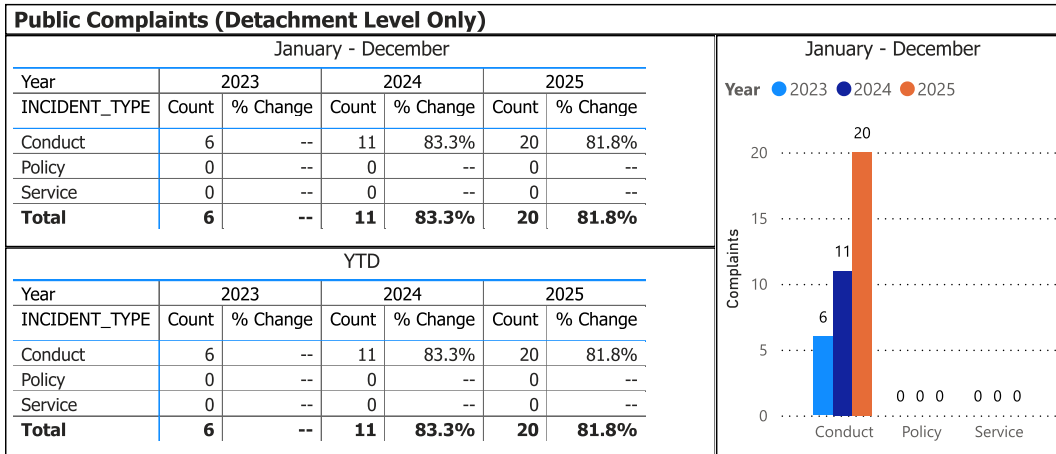 Public Complaints (Detachment Level Only)
January - December
Year 2023 2024 2025
INCIDENT_TYPE Count % Change Count % Change Count % Change
Conduct 6 -- 11 83.3% 20 81.8%
Policy 0 -- 0 -- 0 --
Service 0 -- 0 -- 0 --
Total 6 -- 11 83.3% 20 81.8%
YTD
Year 2023 2024 2025
INCIDENT_TYPE Count % Change Count % Change Count % Change
Conduct 6 -- 11 83.3% 20 81.8%
Policy 0 -- 0 -- 0 --
Service 0 -- 0 -- 0 --
Total 6 -- 11 83.3% 20 81.8%
January - December
Year 2023 2024 2025
Complaints
20
15
10
5
0
6 11 20
0 0 0
0 0 0
Conduct Policy Service